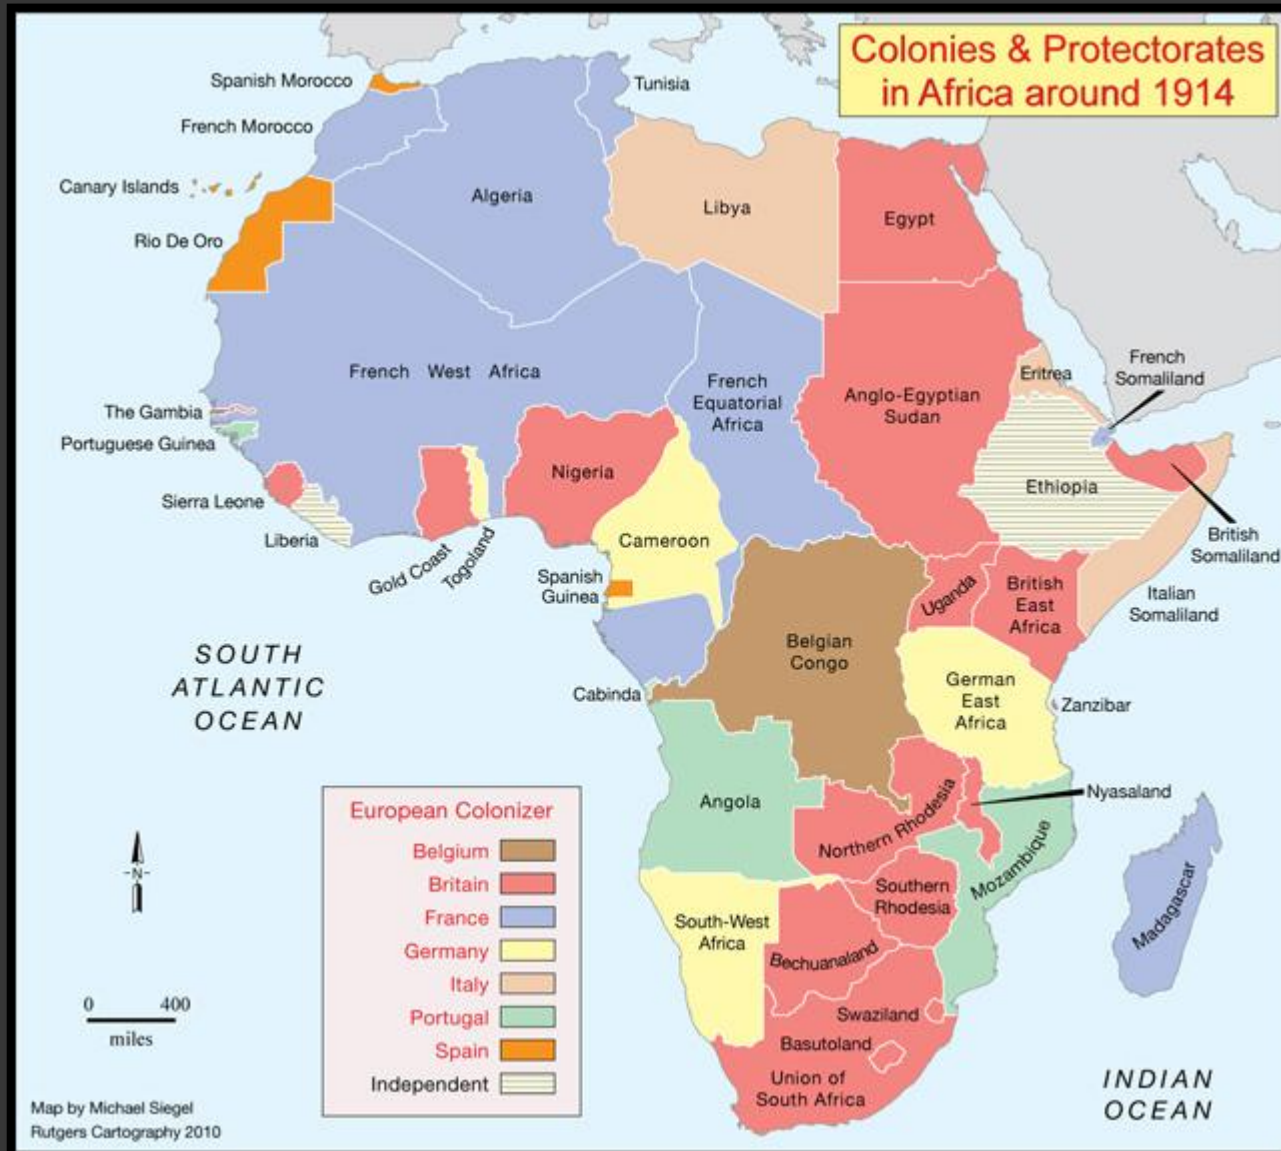 Colonies & Protectorates
in Africa around 1914
Spanish Morocco
Tunisia
French Morocco
Canary Islands
Algeria
Libya
Egypt
Rio De Oro
French West Africa
French
Equatorial
Africa
Anglo-Egyptian
Sudan
Eritrea
French
Somaliland
The Gambia
Portuguese Guinea
Nigeria
Ethiopia
Sierra Leone
Liberia
Gold Coast
Togoland
Cameroon
British
Somaliland
Spanish
Guinea
Uganda
British
East
Africa
Italian
Somaliland
SOUTH
ATLANTIC
OCEAN
Belgian
Congo
Cabinda
German
East
Africa
Zanzibar
Angola
Nyasaland
Northern Rhodesia
Mozambique
Southern
Rhodesia
Madagascar
South-West
Africa
Bechuanaland
Swaziland
Basutoland
Union of
South Africa
INDIAN
OCEAN
European Colonizer
Belgium
Britain
France
Germany
Italy
Portugal
Spain
Independent
-N-
0 400
miles
Map by Michael Siegel
Rutgers Cartography 2010